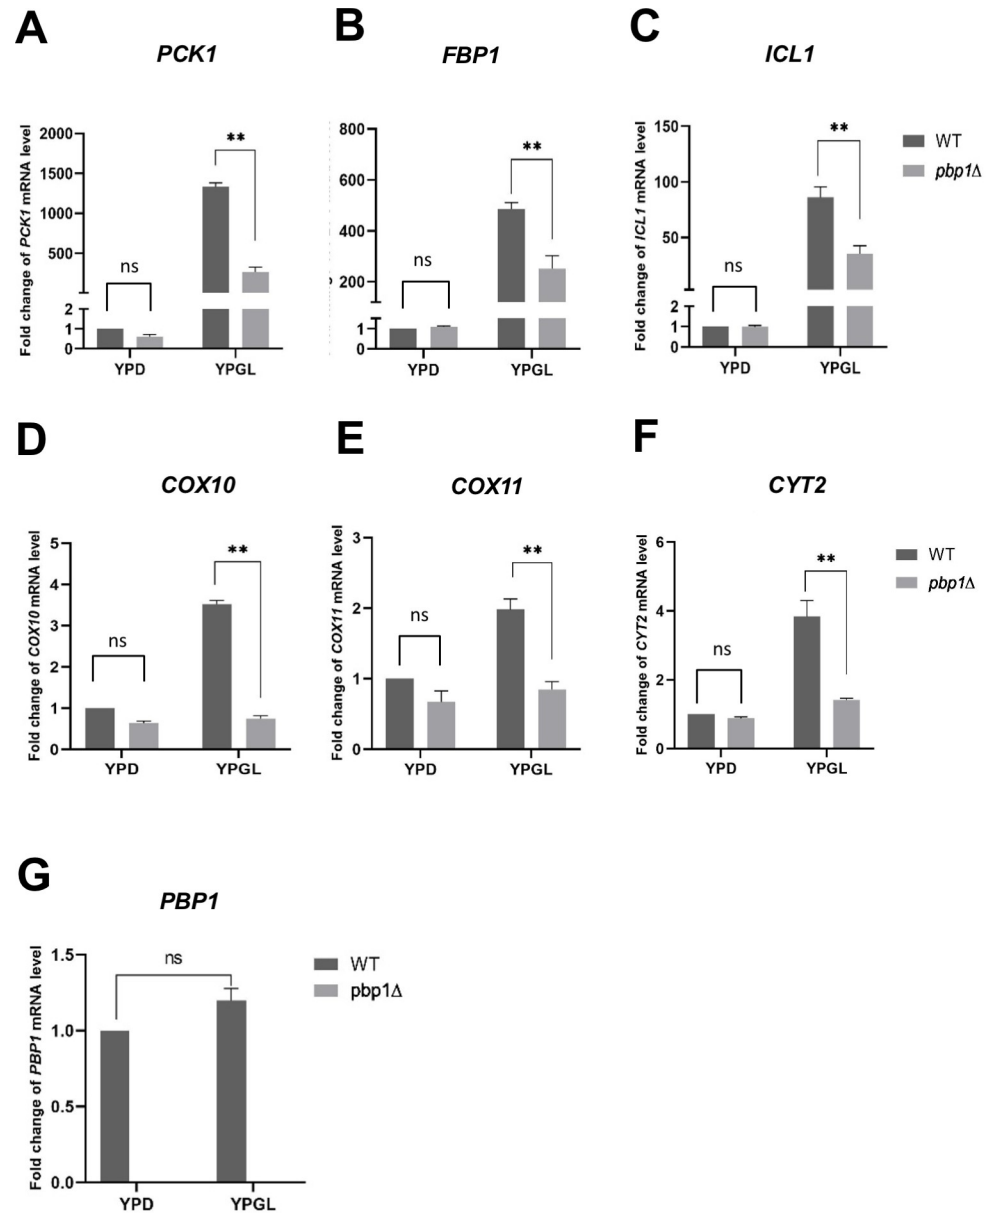 A
PCK1
Fold change of PCK1 mRNA level
2000
1500
1000
500
2
1
0
ns
**
YPD
YPGL
B
FBP1
800
600
400
200
1
0
ns
**
YPD
YPGL
C
ICL1
Fold change of ICL1 mRNA level
150
100
50
2
1
0
ns
**
YPD
YPGL
WT
pbp1Δ
D
COX10
Fold change of COX10 mRNA level
5
4
3
2
1
0
ns
**
YPD
YPGL
E
COX11
Fold change of COX11 mRNA level
3
2
1
0
ns
**
YPD
YPGL
F
CYT2
Fold change of CYT2 mRNA level
6
4
2
0
ns
**
YPD
YPGL
WT
pbp1Δ
G
PBP1
Fold change of PBP1 mRNA level
1.5
1.0
0.5
0.0
ns
YPD
YPGL
WT
pbp1Δ